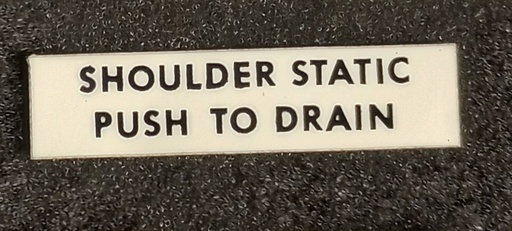 SHOULDER STATIC
PUSH TO DRAIN